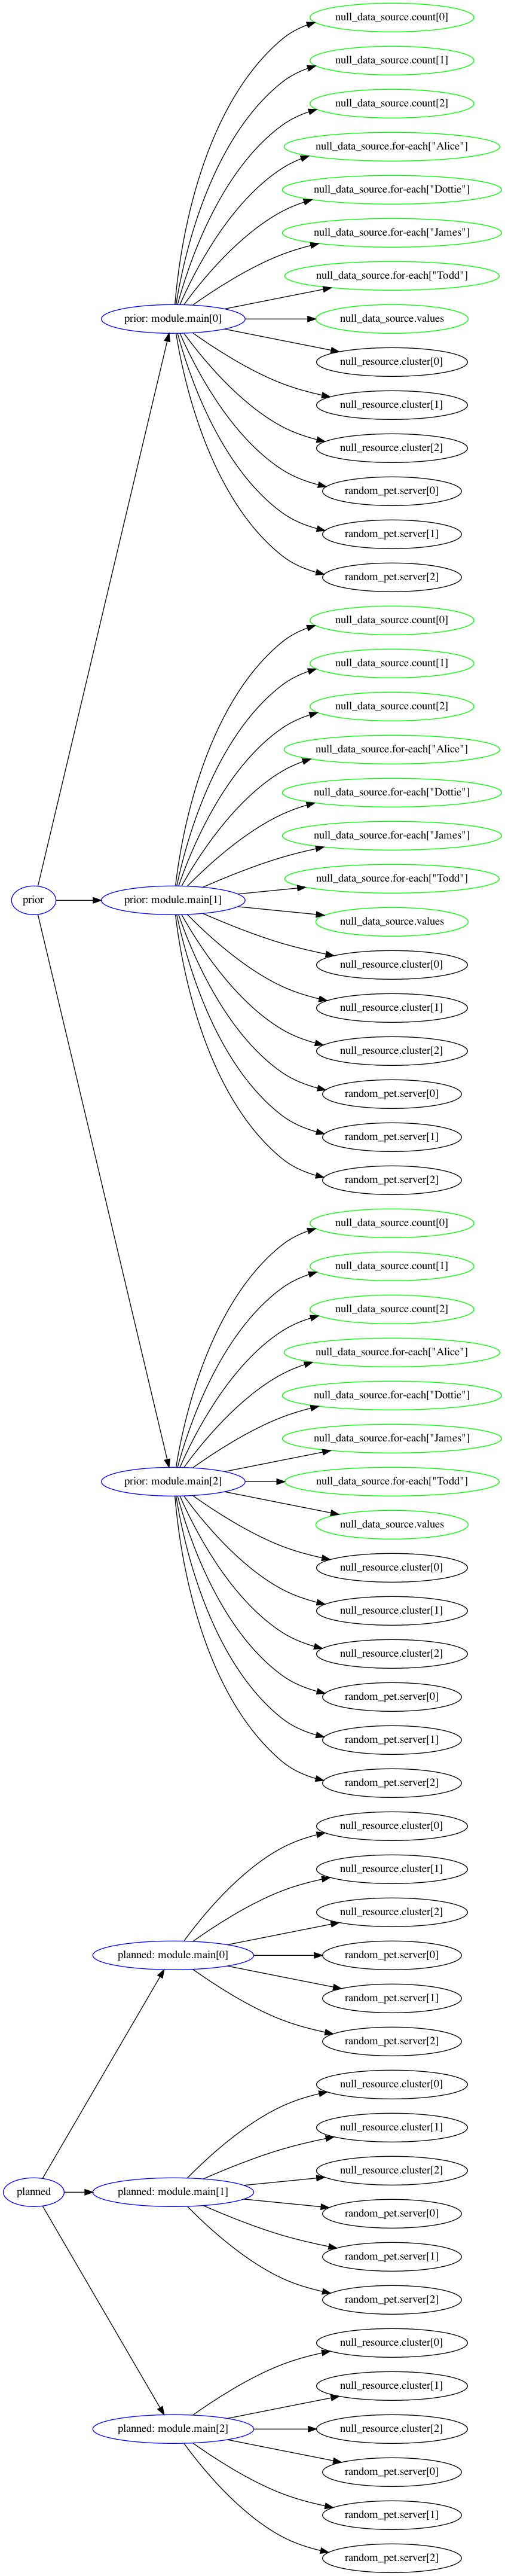 null_data_source.count[0]
null_data_source.count[1]
null_data_source.count[2]
null_data_source.for-each["Alice"]
null_data_source.for-each["Dottie"]
null_data_source.for-each["James"]
null_data_source.for-each["Todd"]
prior: module.main[0]
null_data_source.values
null_resource.cluster[0]
null_resource.cluster[1]
null_resource.cluster[2]
random_pet.server[0]
random_pet.server[1]
random_pet.server[2]
null_data_source.count[0]
null_data_source.count[1]
null_data_source.count[2]
null_data_source.for-each["Alice"]
null_data_source.for-each["Dottie"]
null_data_source.for-each["James"]
null_data_source.for-each["Todd"]
prior
prior: module.main[1]
null_data_source.values
null_resource.cluster[0]
null_resource.cluster[1]
null_resource.cluster[2]
random_pet.server[0]
random_pet.server[1]
random_pet.server[2]
null_data_source.count[0]
null_data_source.count[1]
null_data_source.count[2]
null_data_source.for-each["Alice"]
null_data_source.for-each["Dottie"]
null_data_source.for-each["James"]
prior: module.main[2]
null_data_source.for-each["Todd"]
null_data_source.values
null_resource.cluster[0]
null_resource.cluster[1]
null_resource.cluster[2]
random_pet.server[0]
random_pet.server[1]
random_pet.server[2]
null_resource.cluster[0]
null_resource.cluster[1]
null_resource.cluster[2]
planned: module.main[0]
random_pet.server[0]
random_pet.server[1]
random_pet.server[2]
null_resource.cluster[0]
null_resource.cluster[1]
null_resource.cluster[2]
planned
planned: module.main[1]
random_pet.server[0]
random_pet.server[1]
random_pet.server[2]
null_resource.cluster[0]
null_resource.cluster[1]
planned: module.main[2]
null_resource.cluster[2]
random_pet.server[0]
random_pet.server[1]
random_pet.server[2]